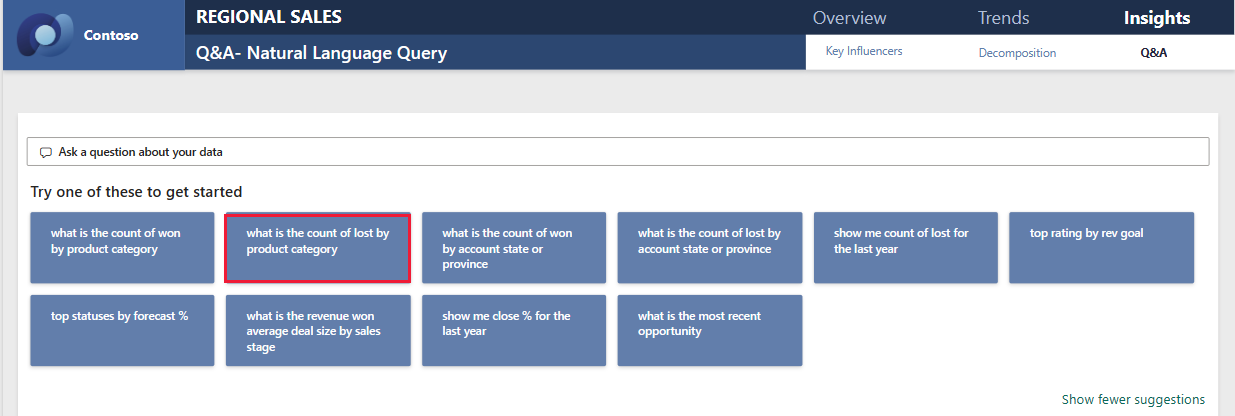 Contoso
REGIONAL SALES
Overview
Trends
Insights
Q&A- Natural Language Query
Key Influencers
Decomposition
Q&A
Ask a question about your data
Try one of these to get started
what is the count of won
by product category
what is the count of lost by
product category
what is the count of won
by account state or
province
what is the count of lost by
account state or province
show me count of lost for
the last year
top rating by rev goal
top statuses by forecast %
what is the revenue won
average deal size by sales
stage
show me close % for the
last year
what is the most recent
opportunity
Show fewer suggestions